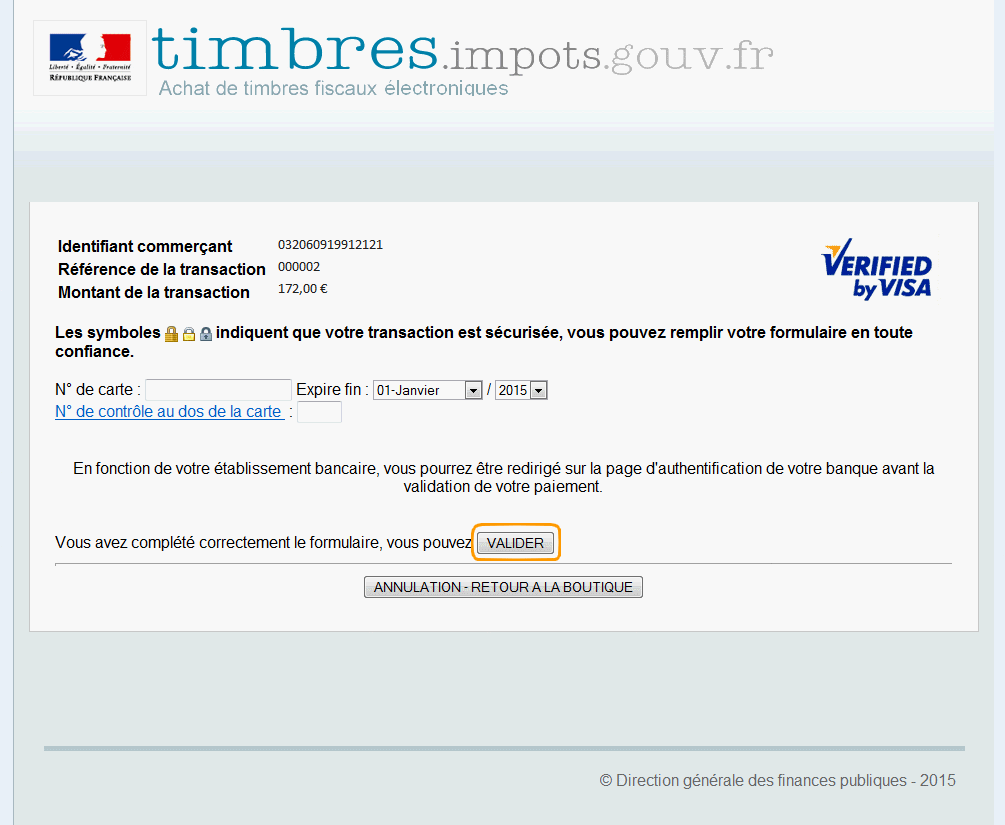 Liberté • Égalité • Fraternité
RÉPUBLIQUE FRANÇAISE
timbres.impots.gouv.fr
Achat de timbres fiscaux électroniques
Identifiant commerçant 032060919912121
Référence de la transaction 000002
Montant de la transaction 172,00 €
VERIFIED
by VISA
Les symboles indiquent que votre transaction est sécurisée, vous pouvez remplir votre formulaire en toute
confiance.
N° de carte : Expire fin : 01-Janvier / 2015
N° de contrôle au dos de la carte :
En fonction de votre établissement bancaire, vous pourrez être redirigé sur la page d'authentification de votre banque avant la
validation de votre paiement.
Vous avez complété correctement le formulaire, vous pouvez VALIDER
ANNULATION - RETOUR A LA BOUTIQUE
© Direction générale des finances publiques - 2015